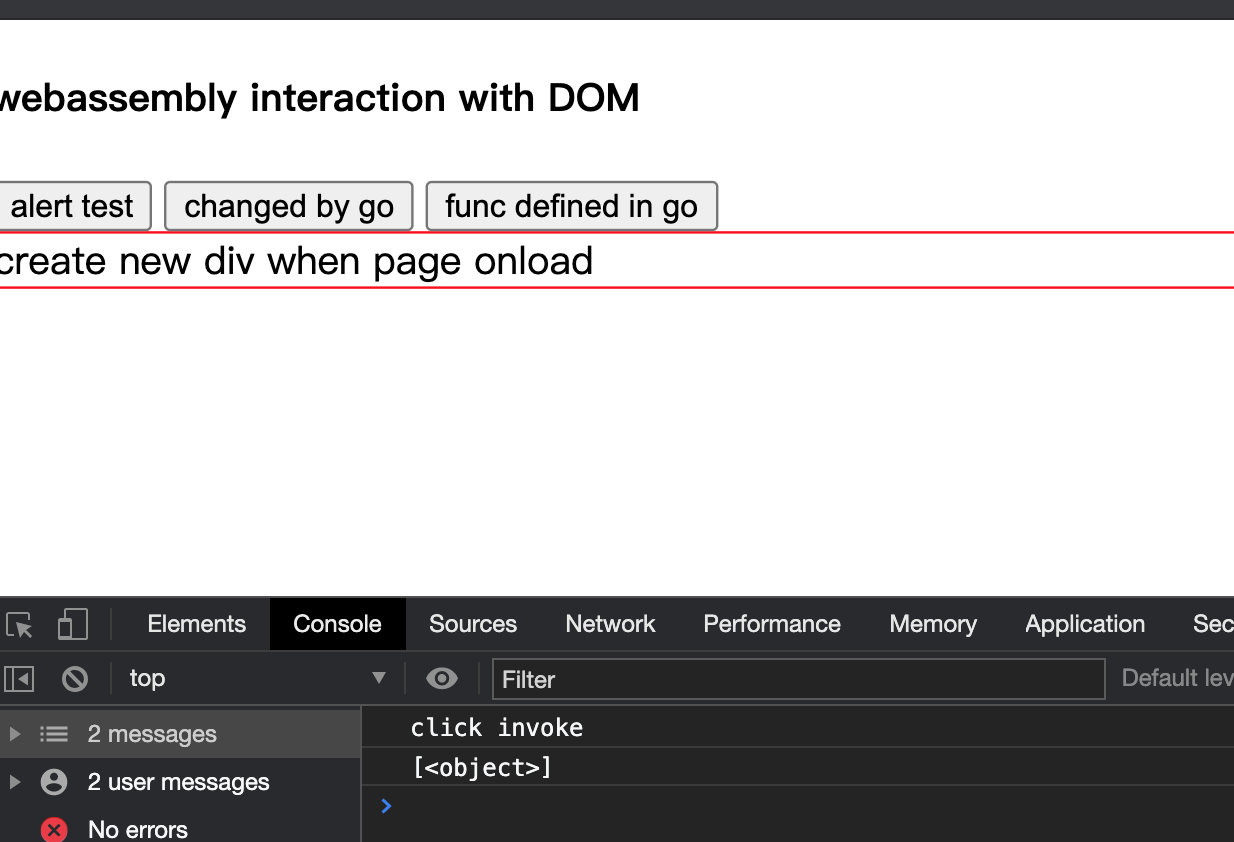 webassembly interaction with DOM
alert test changed by go func defined in go
create new div when page onload
Elements Console Sources Network Performance Memory Application Sec
top Filter Default lev
2 messages
click invoke
[<object>]
2 user messages
>
No errors